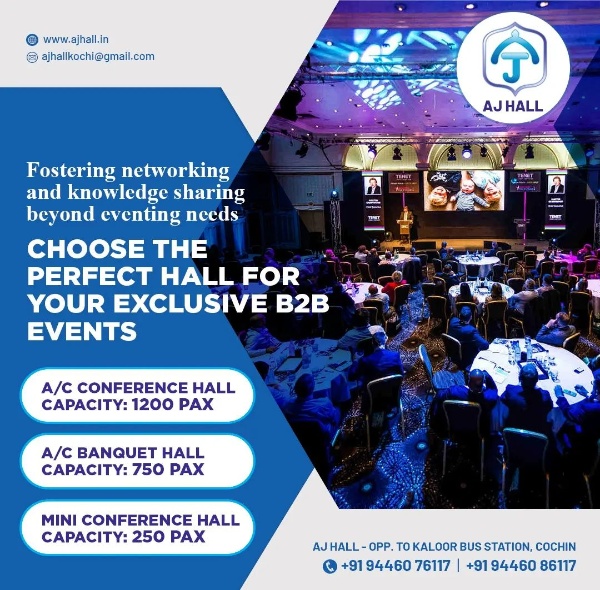 www.ajhall.in
ajhallkochi@gmail.com
AJ HALL
Fostering networking
and knowledge sharing
beyond eventing needs
CHOOSE THE
PERFECT HALL FOR
YOUR EXCLUSIVE B2B
EVENTS
A/C CONFERENCE HALL
CAPACITY: 1200 PAX
A/C BANQUET HALL
CAPACITY: 750 PAX
MINI CONFERENCE HALL
CAPACITY: 250 PAX
AJ HALL - OPP. TO KALOOR BUS STATION, COCHIN
+91 94460 76117 | +91 94460 86117